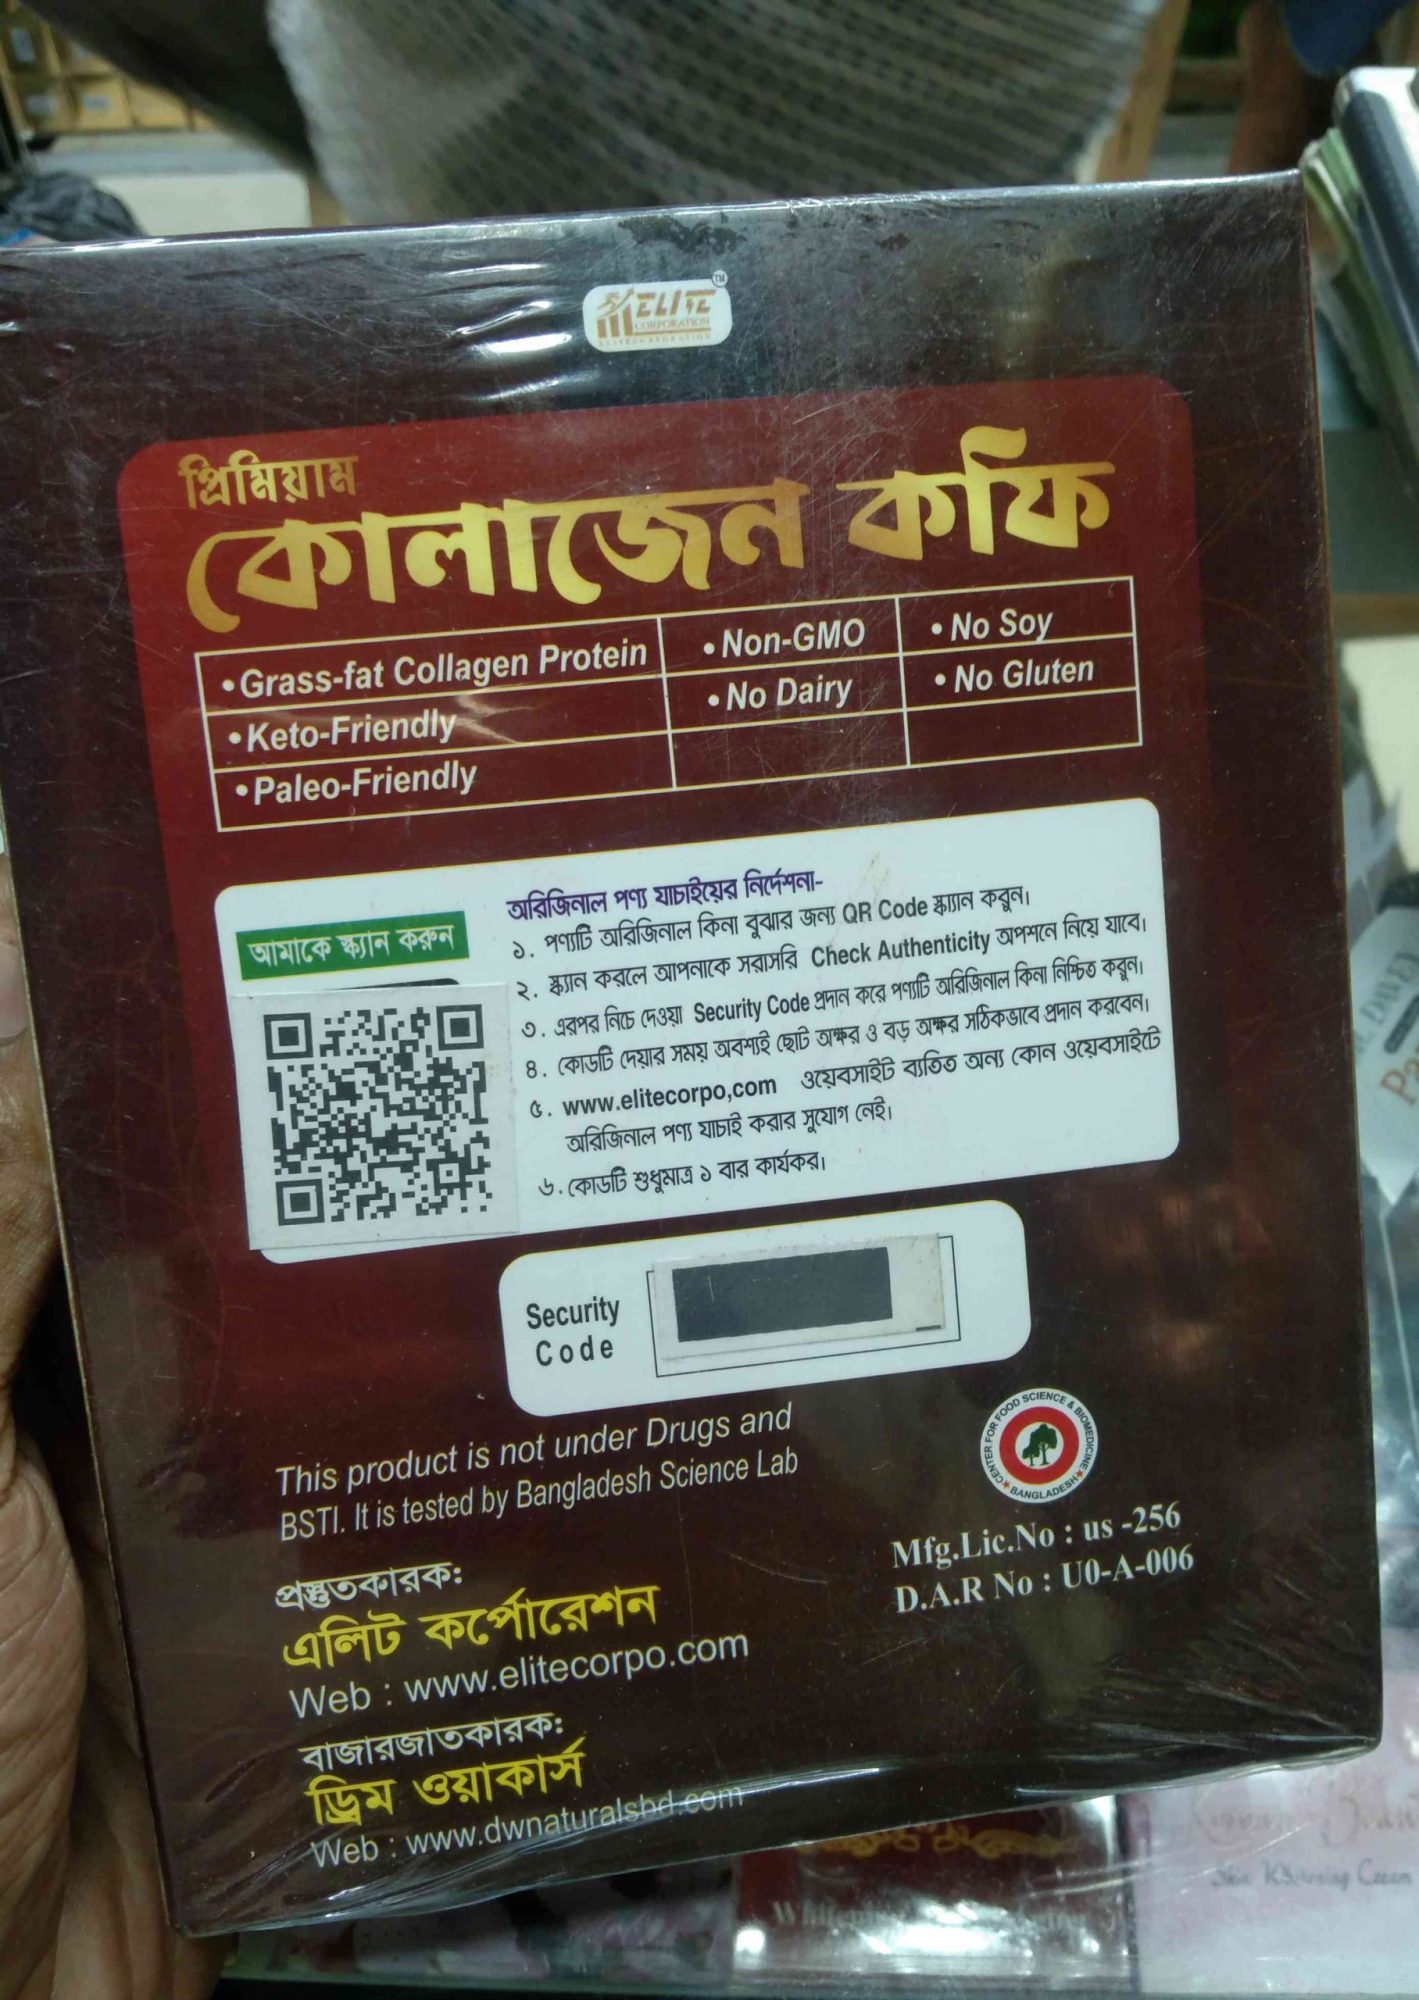 ELITE
TM
CORPORATION
ELITECORPORATION
প্রিমিয়াম
কোলাজেন কফি
•Grass-fat Collagen Protein
•Non-GMO
•No Soy
•Keto-Friendly
•No Dairy
•No Gluten
•Paleo-Friendly
আমাকে স্ক্যান করুন
অরিজিনাল পণ্য যাচাইয়ের নির্দেশনা-
১. পণ্যটি অরিজিনাল কিনা বুঝার জন্য QR Code স্ক্যান করুন।
২. স্ক্যান করলে আপনাকে সরাসরি Check Authenticity অপশনে নিয়ে যাবে।
৩. এরপর নিচে দেওয়া Security Code প্রদান করে পণ্যটি অরিজিনাল কিনা নিশ্চিত করুন।
৪. কোডটি দেয়ার সময় অবশ্যই ছোট অক্ষর ও বড় অক্ষর সঠিকভাবে প্রদান করবেন।
৫. www.elitecorpo,com ওয়েবসাইট ব্যতিত অন্য কোন ওয়েবসাইটে
অরিজিনাল পণ্য যাচাই করার সুযোগ নেই।
৬. কোডটি শুধুমাত্র ১ বার কার্যকর।
Security
Code
This product is not under Drugs and
BSTI. It is tested by Bangladesh Science Lab
CENTER FOR FOOD SCIENCE & BIOMEDICINE
BANGLADESH
Mfg.Lic.No : us -256
D.A.R No : U0-A-006
প্রস্তুতকারক:
এলিট কর্পোরেশন
Web : www.elitecorpo.com
বাজারজাতকারক:
ড্রিম ওয়াকার্স
Web : www.dwnaturalsbd.com
Skin Whitening Cream